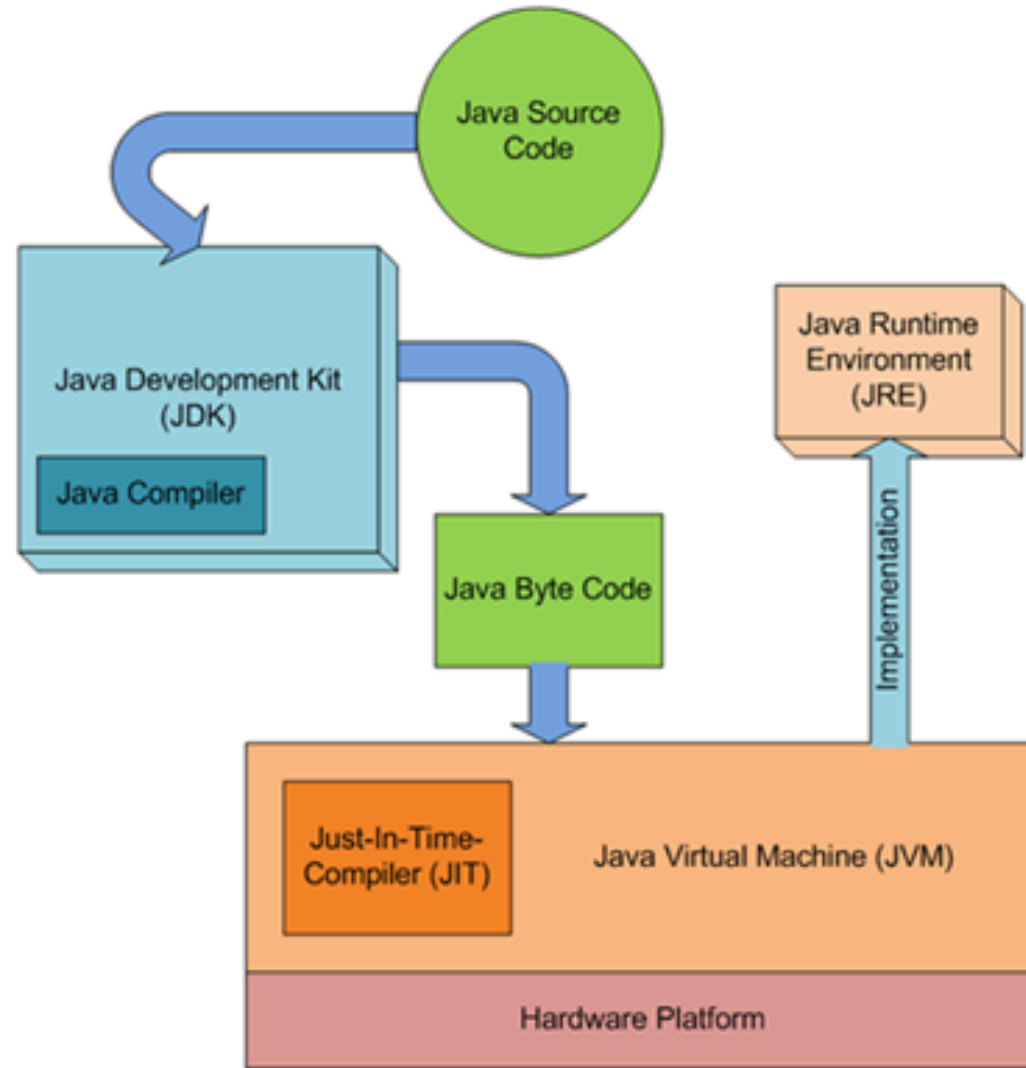 Java Source
Code
Java Development Kit
(JDK)
Java Compiler
Java Runtime
Environment
(JRE)
Java Byte Code
Implementation
Just-In-Time-
Compiler (JIT)
Java Virtual Machine (JVM)
Hardware Platform